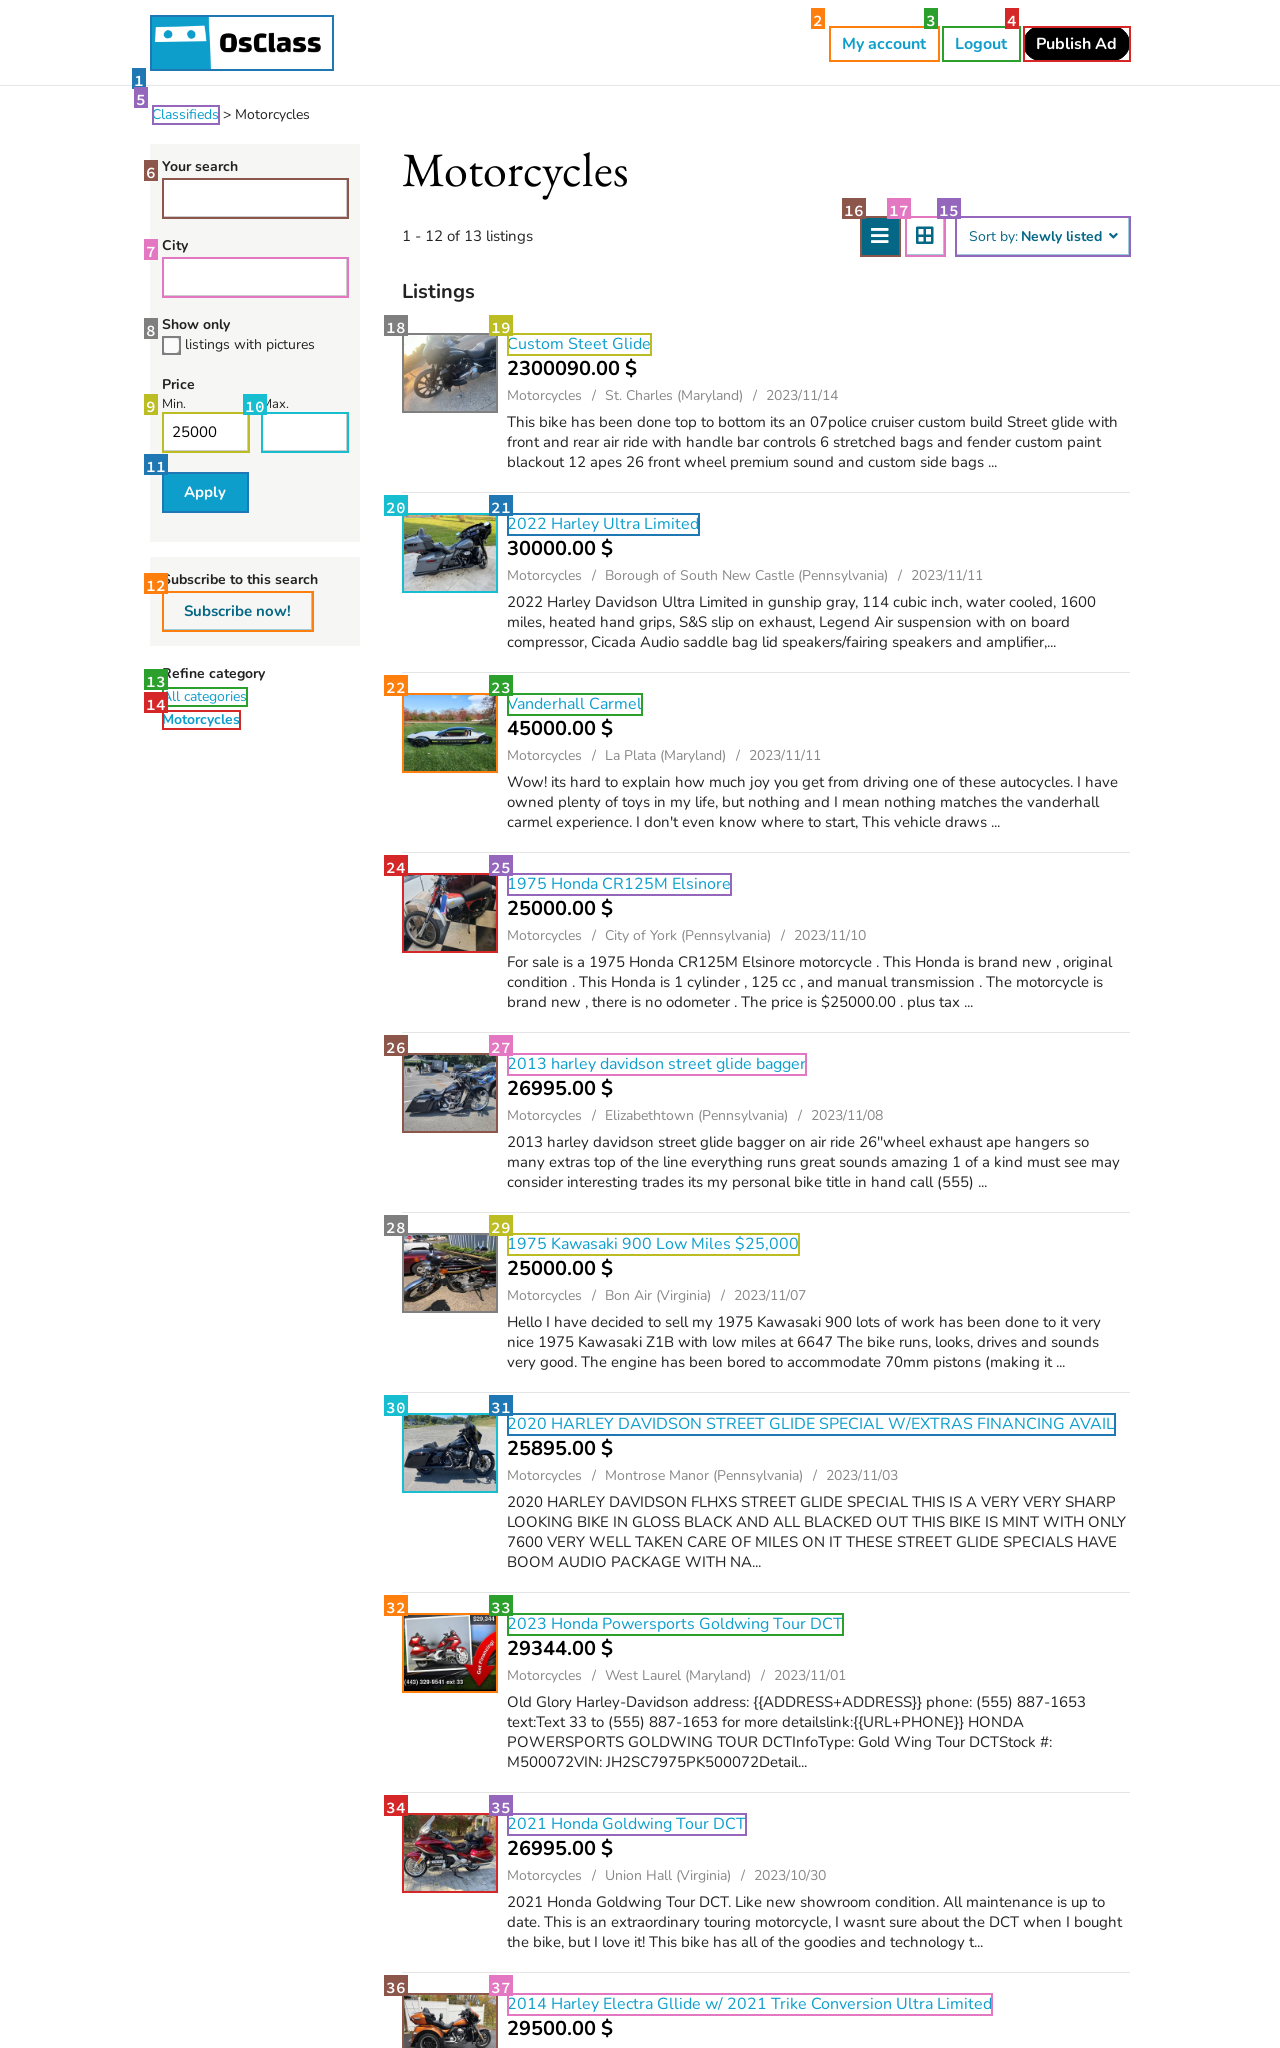 OsClass
2
3
4
My account
Logout
Publish Ad
1
5
Classifieds > Motorcycles
6
Your search
7
City
8
Show only
listings with pictures
Price
9
Min.
10
Max.
25000
11
Apply
12
Subscribe to this search
Subscribe now!
Refine category
13
All categories
14
Motorcycles
Motorcycles
1 - 12 of 13 listings
16
17
15
Sort by: Newly listed
Listings
18
19
Custom Steet Glide
2300090.00 $
Motorcycles / St. Charles (Maryland) / 2023/11/14
This bike has been done top to bottom its an 07police cruiser custom build Street glide with
front and rear air ride with handle bar controls 6 stretched bags and fender custom paint
blackout 12 apes 26 front wheel premium sound and custom side bags ...
20
21
2022 Harley Ultra Limited
30000.00 $
Motorcycles / Borough of South New Castle (Pennsylvania) / 2023/11/11
2022 Harley Davidson Ultra Limited in gunship gray, 114 cubic inch, water cooled, 1600
miles, heated hand grips, S&S slip on exhaust, Legend Air suspension with on board
compressor, Cicada Audio saddle bag lid speakers/fairing speakers and amplifier,...
22
23
Vanderhall Carmel
45000.00 $
Motorcycles / La Plata (Maryland) / 2023/11/11
Wow! its hard to explain how much joy you get from driving one of these autocycles. I have
owned plenty of toys in my life, but nothing and I mean nothing matches the vanderhall
carmel experience. I don't even know where to start, This vehicle draws ...
24
25
1975 Honda CR125M Elsinore
25000.00 $
Motorcycles / City of York (Pennsylvania) / 2023/11/10
For sale is a 1975 Honda CR125M Elsinore motorcycle . This Honda is brand new , original
condition . This Honda is 1 cylinder , 125 cc , and manual transmission . The motorcycle is
brand new , there is no odometer . The price is $25000.00 . plus tax ...
26
27
2013 harley davidson street glide bagger
26995.00 $
Motorcycles / Elizabethtown (Pennsylvania) / 2023/11/08
2013 harley davidson street glide bagger on air ride 26"wheel exhaust ape hangers so
many extras top of the line everything runs great sounds amazing 1 of a kind must see may
consider interesting trades its my personal bike title in hand call (555) ...
28
29
1975 Kawasaki 900 Low Miles $25,000
25000.00 $
Motorcycles / Bon Air (Virginia) / 2023/11/07
Hello I have decided to sell my 1975 Kawasaki 900 lots of work has been done to it very
nice 1975 Kawasaki Z1B with low miles at 6647 The bike runs, looks, drives and sounds
very good. The engine has been bored to accommodate 70mm pistons (making it ...
30
31
2020 HARLEY DAVIDSON STREET GLIDE SPECIAL W/EXTRAS FINANCING AVAIL
25895.00 $
Motorcycles / Montrose Manor (Pennsylvania) / 2023/11/03
2020 HARLEY DAVIDSON FLHXS STREET GLIDE SPECIAL THIS IS A VERY VERY SHARP
LOOKING BIKE IN GLOSS BLACK AND ALL BLACKED OUT THIS BIKE IS MINT WITH ONLY
7600 VERY WELL TAKEN CARE OF MILES ON IT THESE STREET GLIDE SPECIALS HAVE
BOOM AUDIO PACKAGE WITH NA...
32
33
$29,344
Get Financing!
(443) 329-9541 ext 33
2023 Honda Powersports Goldwing Tour DCT
29344.00 $
Motorcycles / West Laurel (Maryland) / 2023/11/01
Old Glory Harley-Davidson address: {{ADDRESS+ADDRESS}} phone: (555) 887-1653
text:Text 33 to (555) 887-1653 for more detailslink:{{URL+PHONE}} HONDA
POWERSPORTS GOLDWING TOUR DCTInfoType: Gold Wing Tour DCTStock #:
M500072VIN: JH2SC7975PK500072Detail...
34
35
2021 Honda Goldwing Tour DCT
26995.00 $
Motorcycles / Union Hall (Virginia) / 2023/10/30
2021 Honda Goldwing Tour DCT. Like new showroom condition. All maintenance is up to
date. This is an extraordinary touring motorcycle, I wasnt sure about the DCT when I bought
the bike, but I love it! This bike has all of the goodies and technology t...
36
37
2014 Harley Electra Gllide w/ 2021 Trike Conversion Ultra Limited
29500.00 $